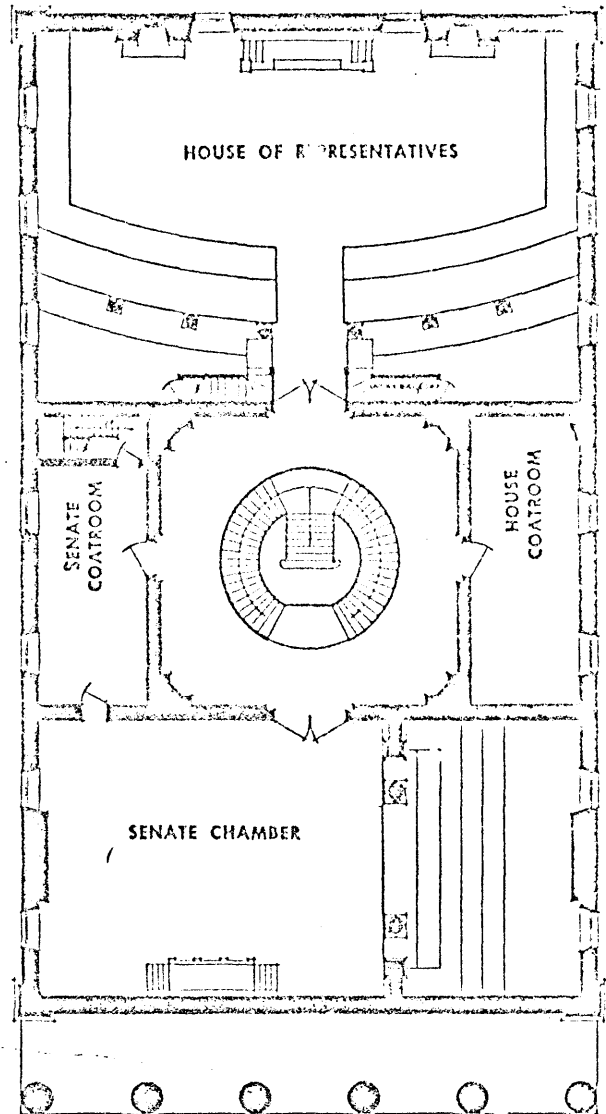 HOUSE OF REPRESENTATIVES
SENATE
COATROOM
HOUSE
COATROOM
SENATE CHAMBER